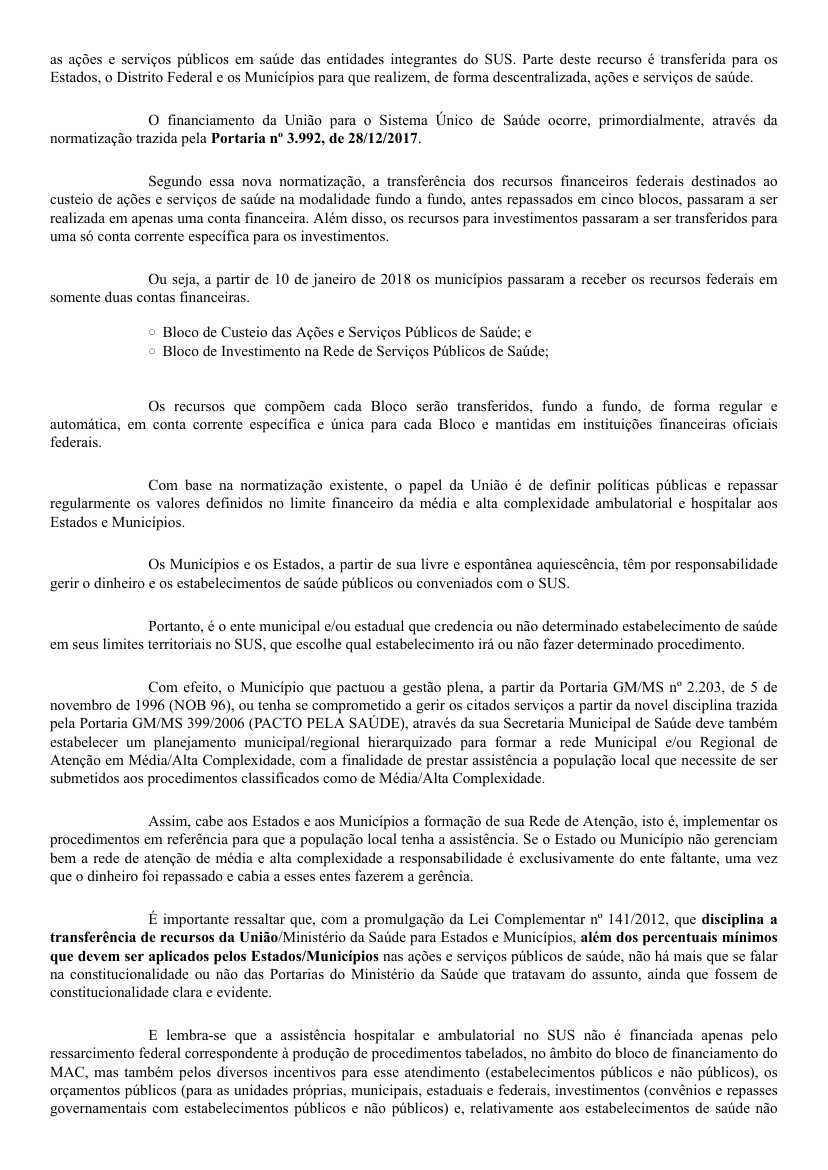 as ações e serviços públicos em saúde das entidades integrantes do SUS. Parte deste recurso é transferida para os
Estados, o Distrito Federal e os Municípios para que realizem, de forma descentralizada, ações e serviços de saúde.
O financiamento da União para o Sistema Único de Saúde ocorre, primordialmente, através da
normatização trazida pela Portaria nº 3.992, de 28/12/2017.
Segundo essa nova normatização, a transferência dos recursos financeiros federais destinados ao
custeio de ações e serviços de saúde na modalidade fundo a fundo, antes repassados em cinco blocos, passaram a ser
realizada em apenas uma conta financeira. Além disso, os recursos para investimentos passaram a ser transferidos para
uma só conta corrente específica para os investimentos.
Ou seja, a partir de 10 de janeiro de 2018 os municípios passaram a receber os recursos federais em
somente duas contas financeiras.
○ Bloco de Custeio das Ações e Serviços Públicos de Saúde; e
○ Bloco de Investimento na Rede de Serviços Públicos de Saúde;
Os recursos que compõem cada Bloco serão transferidos, fundo a fundo, de forma regular e
automática, em conta corrente específica e única para cada Bloco e mantidas em instituições financeiras oficiais
federais.
Com base na normatização existente, o papel da União é de definir políticas públicas e repassar
regularmente os valores definidos no limite financeiro da média e alta complexidade ambulatorial e hospitalar aos
Estados e Municípios.
Os Municípios e os Estados, a partir de sua livre e espontânea aquiescência, têm por responsabilidade
gerir o dinheiro e os estabelecimentos de saúde públicos ou conveniados com o SUS.
Portanto, é o ente municipal e/ou estadual que credencia ou não determinado estabelecimento de saúde
em seus limites territoriais no SUS, que escolhe qual estabelecimento irá ou não fazer determinado procedimento.
Com efeito, o Município que pactuou a gestão plena, a partir da Portaria GM/MS nº 2.203, de 5 de
novembro de 1996 (NOB 96), ou tenha se comprometido a gerir os citados serviços a partir da novel disciplina trazida
pela Portaria GM/MS 399/2006 (PACTO PELA SAÚDE), através da sua Secretaria Municipal de Saúde deve também
estabelecer um planejamento municipal/regional hierarquizado para formar a rede Municipal e/ou Regional de
Atenção em Média/Alta Complexidade, com a finalidade de prestar assistência a população local que necessite de ser
submetidos aos procedimentos classificados como de Média/Alta Complexidade.
Assim, cabe aos Estados e aos Municípios a formação de sua Rede de Atenção, isto é, implementar os
procedimentos em referência para que a população local tenha a assistência. Se o Estado ou Município não gerenciam
bem a rede de atenção de média e alta complexidade a responsabilidade é exclusivamente do ente faltante, uma vez
que o dinheiro foi repassado e cabia a esses entes fazerem a gerência.
É importante ressaltar que, com a promulgação da Lei Complementar nº 141/2012, que disciplina a
transferência de recursos da União/Ministério da Saúde para Estados e Municípios, além dos percentuais mínimos
que devem ser aplicados pelos Estados/Municípios nas ações e serviços públicos de saúde, não há mais que se falar
na constitucionalidade ou não das Portarias do Ministério da Saúde que tratavam do assunto, ainda que fossem de
constitucionalidade clara e evidente.
E lembra-se que a assistência hospitalar e ambulatorial no SUS não é financiada apenas pelo
ressarcimento federal correspondente à produção de procedimentos tabelados, no âmbito do bloco de financiamento do
MAC, mas também pelos diversos incentivos para esse atendimento (estabelecimentos públicos e não públicos), os
orçamentos públicos (para as unidades próprias, municipais, estaduais e federais, investimentos (convênios e repasses
governamentais com estabelecimentos públicos e não públicos) e, relativamente aos estabelecimentos de saúde não